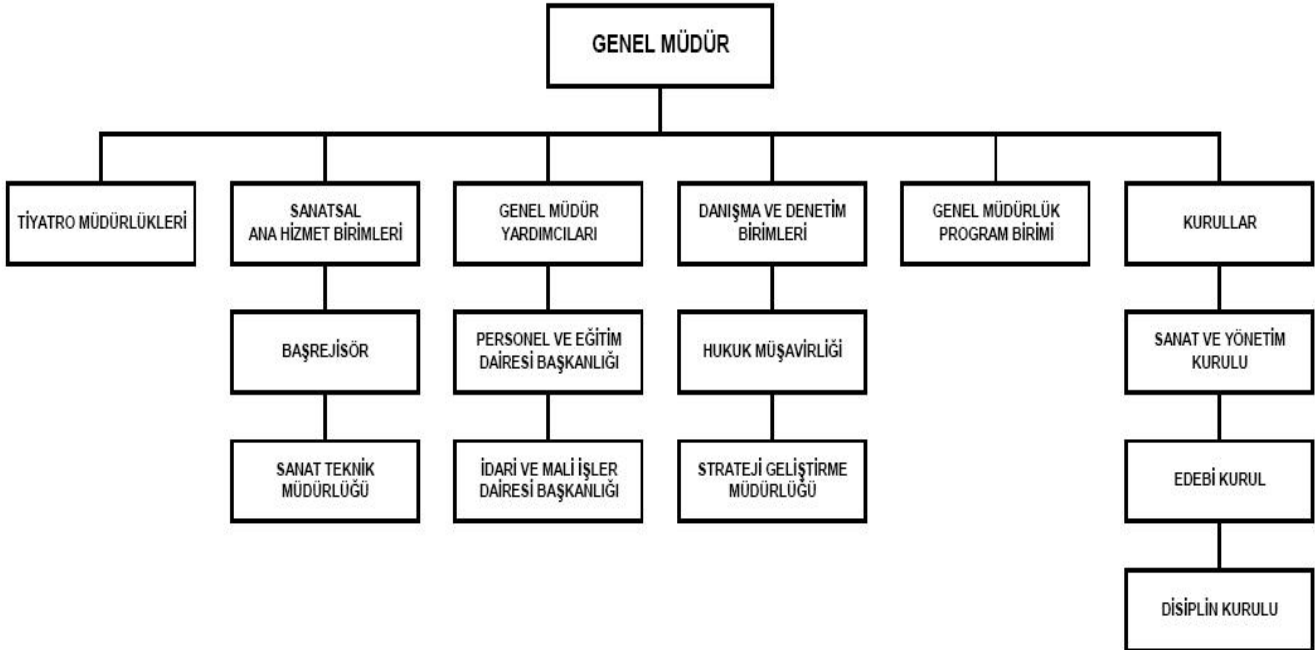 GENEL MÜDÜR
TİYATRO MÜDÜRLÜKLERİ
SANATSAL
ANA HİZMET BİRİMLERİ
GENEL MÜDÜR
YARDIMCILARI
DANIŞMA VE DENETİM
BİRİMLERİ
GENEL MÜDÜRLÜK
PROGRAM BİRİMİ
KURULLAR
BAŞREJİSÖR
PERSONEL VE EĞİTİM
DAİRESİ BAŞKANLIĞI
HUKUK MÜŞAVİRLİĞİ
SANAT VE YÖNETİM
KURULU
SANAT TEKNİK
MÜDÜRLÜĞÜ
İDARİ VE MALİ İŞLER
DAİRESİ BAŞKANLIĞI
STRATEJİ GELİŞTİRME
MÜDÜRLÜĞÜ
EDEBİ KURUL
DİSİPLİN KURULU